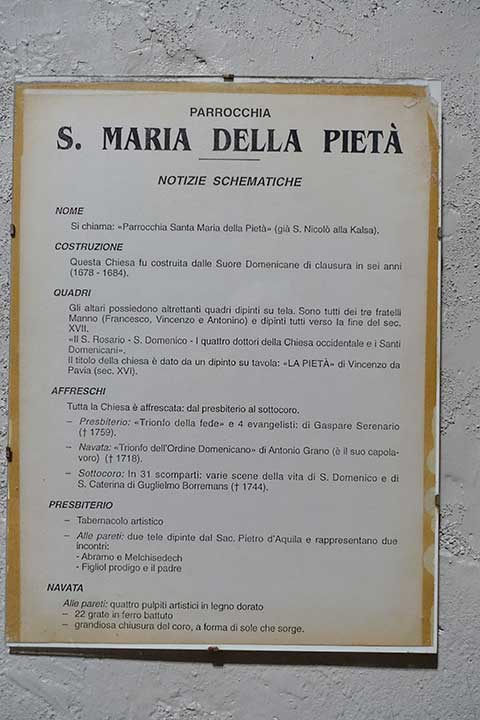 PARROCCHIA
S. MARIA DELLA PIETÀ
NOTIZIE SCHEMATICHE
NOME
Si chiama: «Parrocchia Santa Maria della Pietà» (già S. Nicolò alla Kalsa).
COSTRUZIONE
Questa Chiesa fu costruita dalle Suore Domenicane di clausura in sei anni
(1678 - 1684).
QUADRI
Gli altari possiedono altrettanti quadri dipinti su tela. Sono tutti dei tre fratelli
Manno (Francesco, Vincenzo e Antonino) e dipinti tutti verso la fine del sec.
XVII.
«Il S. Rosario - S. Domenico - I quattro dottori della Chiesa occidentale e i Santi
Domenicani».
Il titolo della chiesa è dato da un dipinto su tavola: «LA PIETÀ» di Vincenzo da
Pavia (sec. XVI).
AFFRESCHI
Tutta la Chiesa è affrescata: dal presbiterio al sottocoro.
– Presbiterio: «Trionfo della fede» e 4 evangelisti: di Gaspare Serenario
(† 1759).
– Navata: «Trionfo dell'Ordine Domenicano» di Antonio Grano (è il suo capola-
voro) († 1718).
– Sottocoro: In 31 scomparti: varie scene della vita di S. Domenico e di
S. Caterina di Guglielmo Borremans († 1744).
PRESBITERIO
– Tabernacolo artistico
– Alle pareti: due tele dipinte dal Sac. Pietro d'Aquila e rappresentano due
incontri:
- Abramo e Melchisedech
- Figliol prodigo e il padre
NAVATA
Alle pareti: quattro pulpiti artistici in legno dorato
– 22 grate in ferro battuto
– grandiosa chiusura del coro, a forma di sole che sorge.